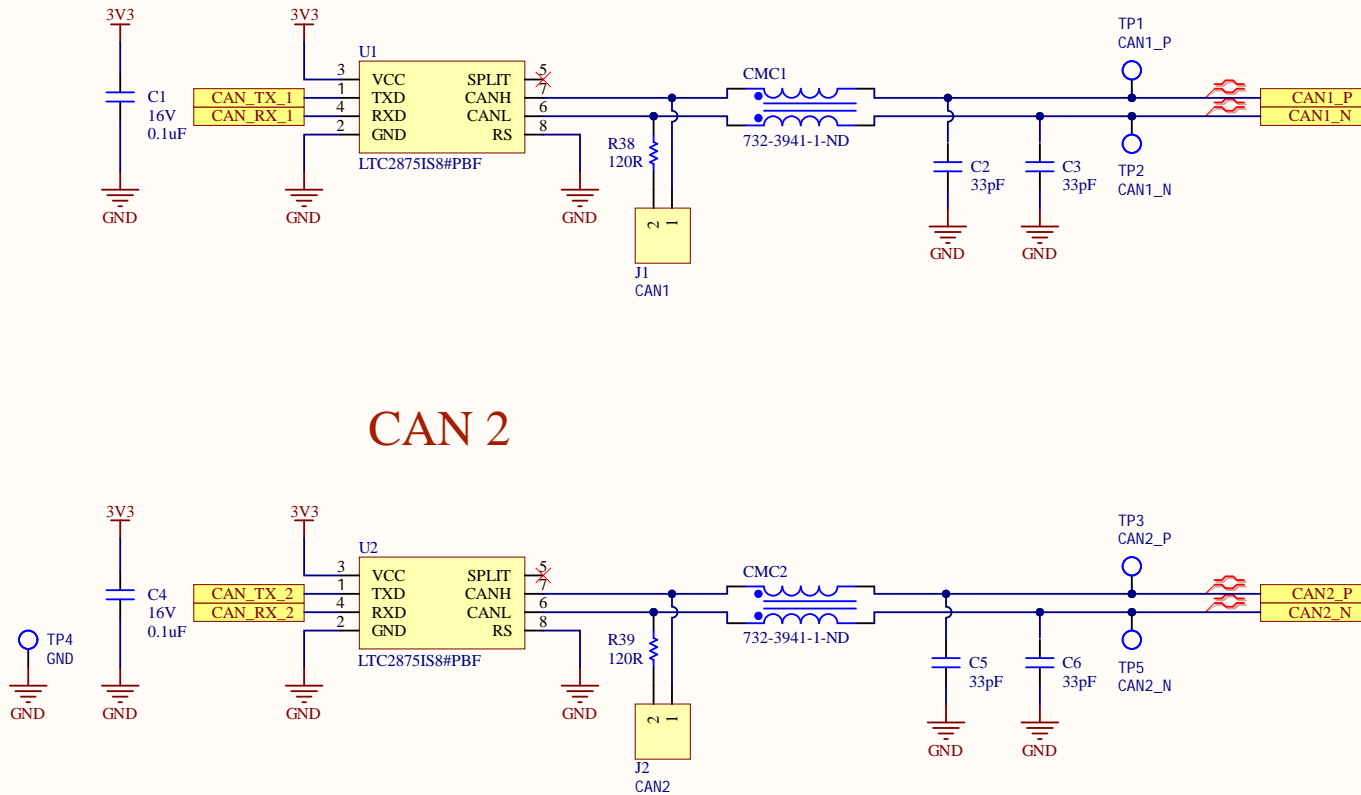 3V3
3V3
TP1
CAN1_P
U1
C1
16V
0.1uF
CAN_TX_1
CAN_RX_1
3
1
4
2
VCC
TXD
RXD
GND
SPLIT
CANH
CANL
RS
5
7
6
8
LTC2875IS8#PBF
CMC1
732-3941-1-ND
CAN1_P
CAN1_N
R38
120R
C2
33pF
C3
33pF
TP2
CAN1_N
GND
GND
GND
2
1
GND
GND
J1
CAN1
CAN 2
3V3
3V3
TP3
CAN2_P
U2
C4
16V
0.1uF
CAN_TX_2
CAN_RX_2
3
1
4
2
VCC
TXD
RXD
GND
SPLIT
CANH
CANL
RS
5
7
6
8
LTC2875IS8#PBF
CMC2
732-3941-1-ND
CAN2_P
CAN2_N
TP4
GND
R39
120R
C5
33pF
C6
33pF
TP5
CAN2_N
GND
GND
GND
GND
2
1
GND
GND
J2
CAN2